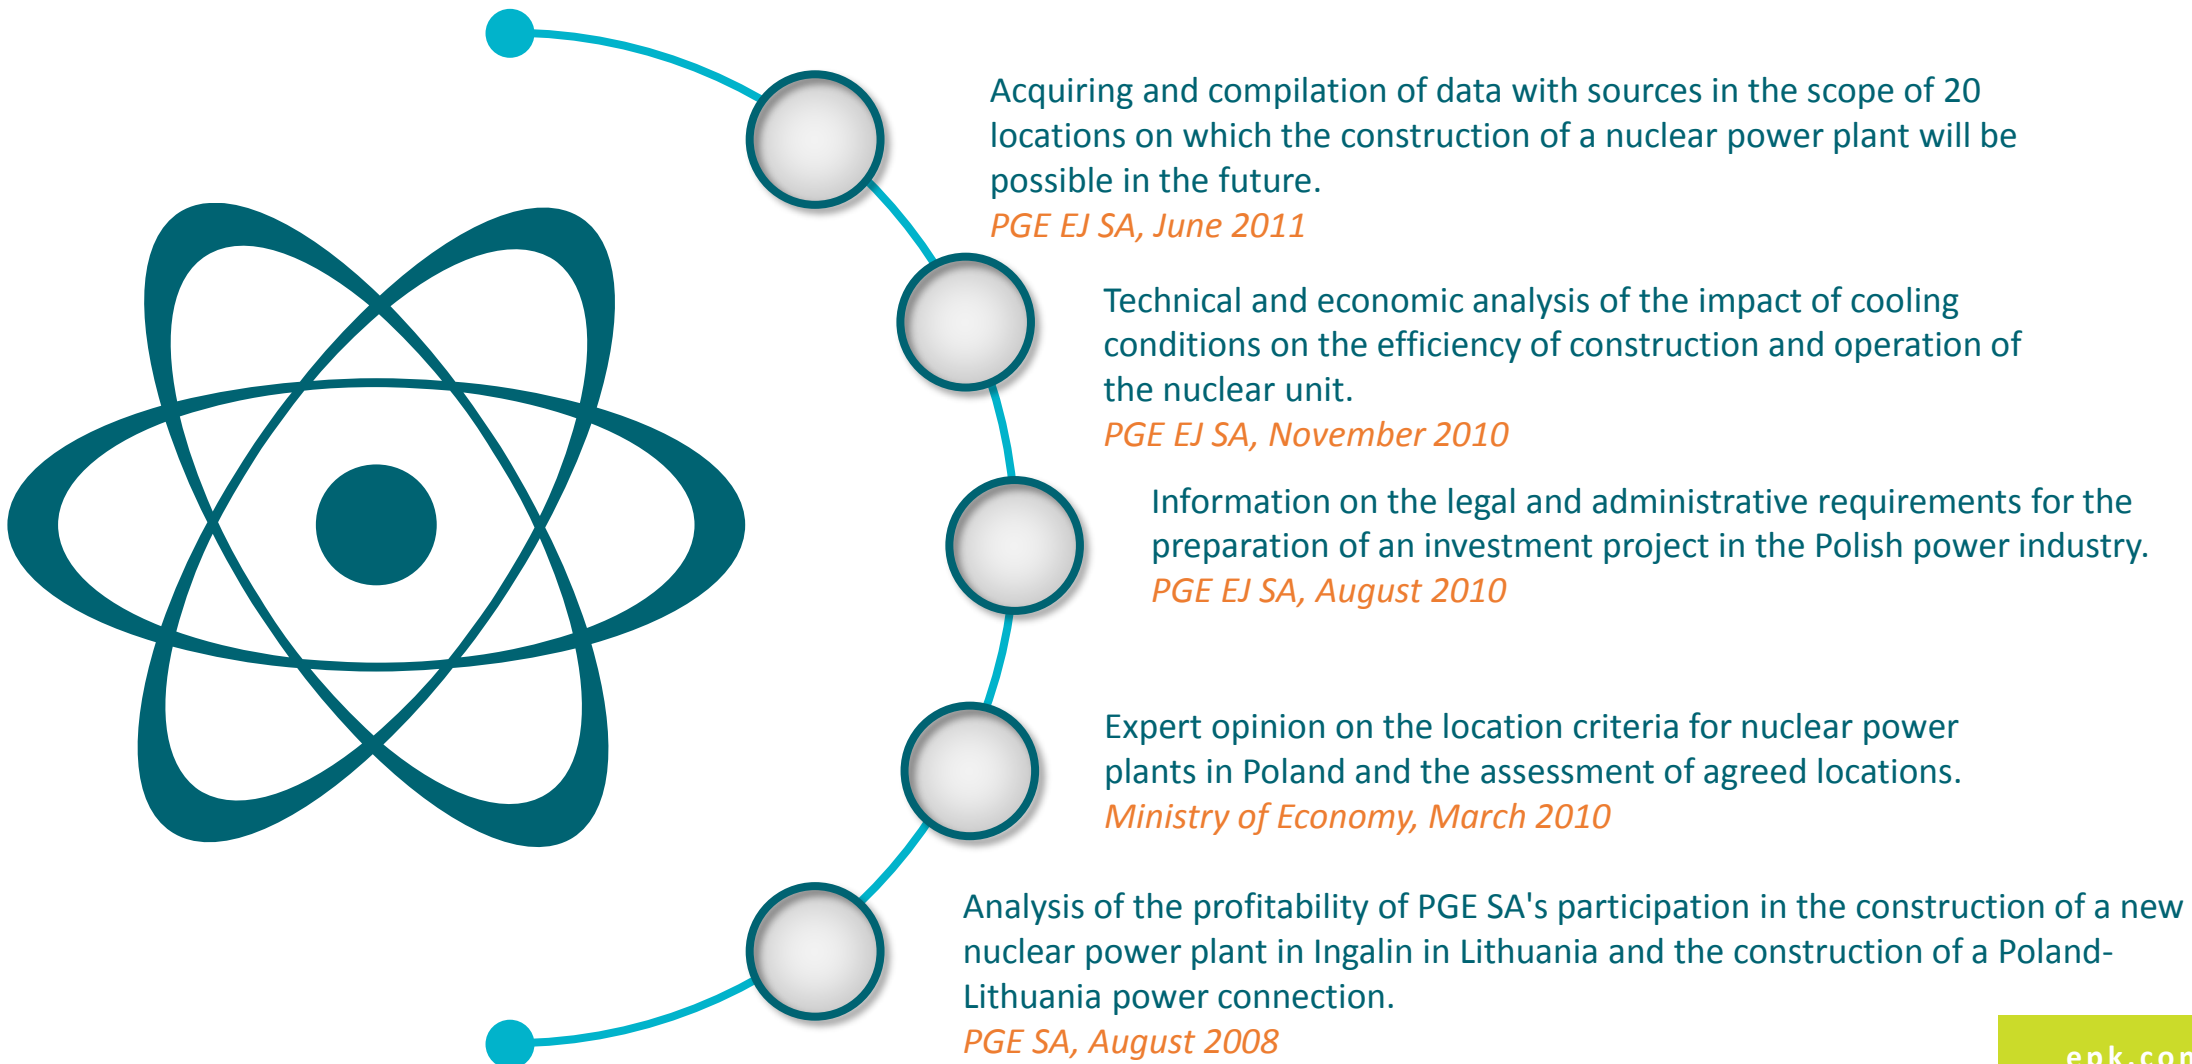 Acquiring and compilation of data with sources in the scope of 20
locations on which the construction of a nuclear power plant will be
possible in the future.
PGE EJ SA, June 2011
Technical and economic analysis of the impact of cooling
conditions on the efficiency of construction and operation of
the nuclear unit.
PGE EJ SA, November 2010
Information on the legal and administrative requirements for the
preparation of an investment project in the Polish power industry.
PGE EJ SA, August 2010
Expert opinion on the location criteria for nuclear power
plants in Poland and the assessment of agreed locations.
Ministry of Economy, March 2010
Analysis of the profitability of PGE SA's participation in the construction of a new
nuclear power plant in Ingalin in Lithuania and the construction of a Poland-
Lithuania power connection.
PGE SA, August 2008